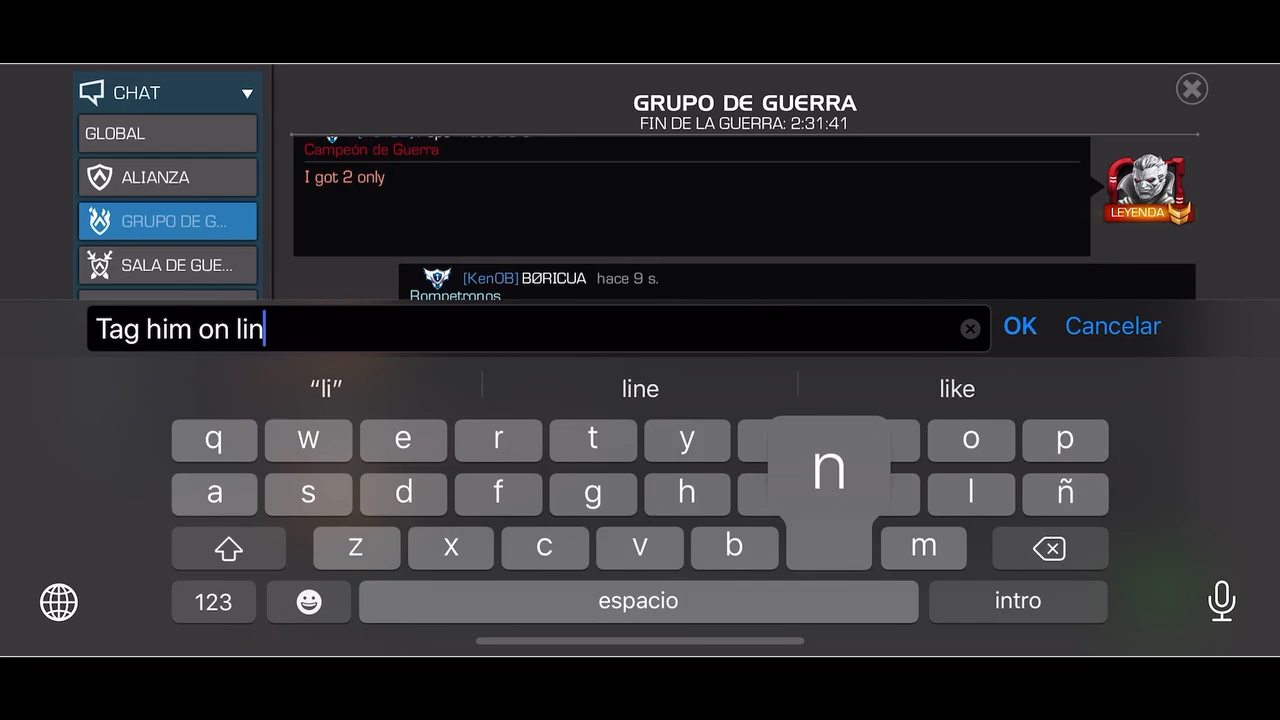 CHAT
GLOBAL
ALIANZA
GRUPO DE G...
SALA DE GUE...
GRUPO DE GUERRA
FIN DE LA GUERRA: 2:31:41
Campeón de Guerra
I got 2 only
LEYENDA
[KenOB] BØRICUA hace 9 s.
Rompetronos
Tag him on lin
OK Cancelar
“li” line like
q w e r t y o p
a s d f g h l ñ
n
z x c v b m
123 espacio intro